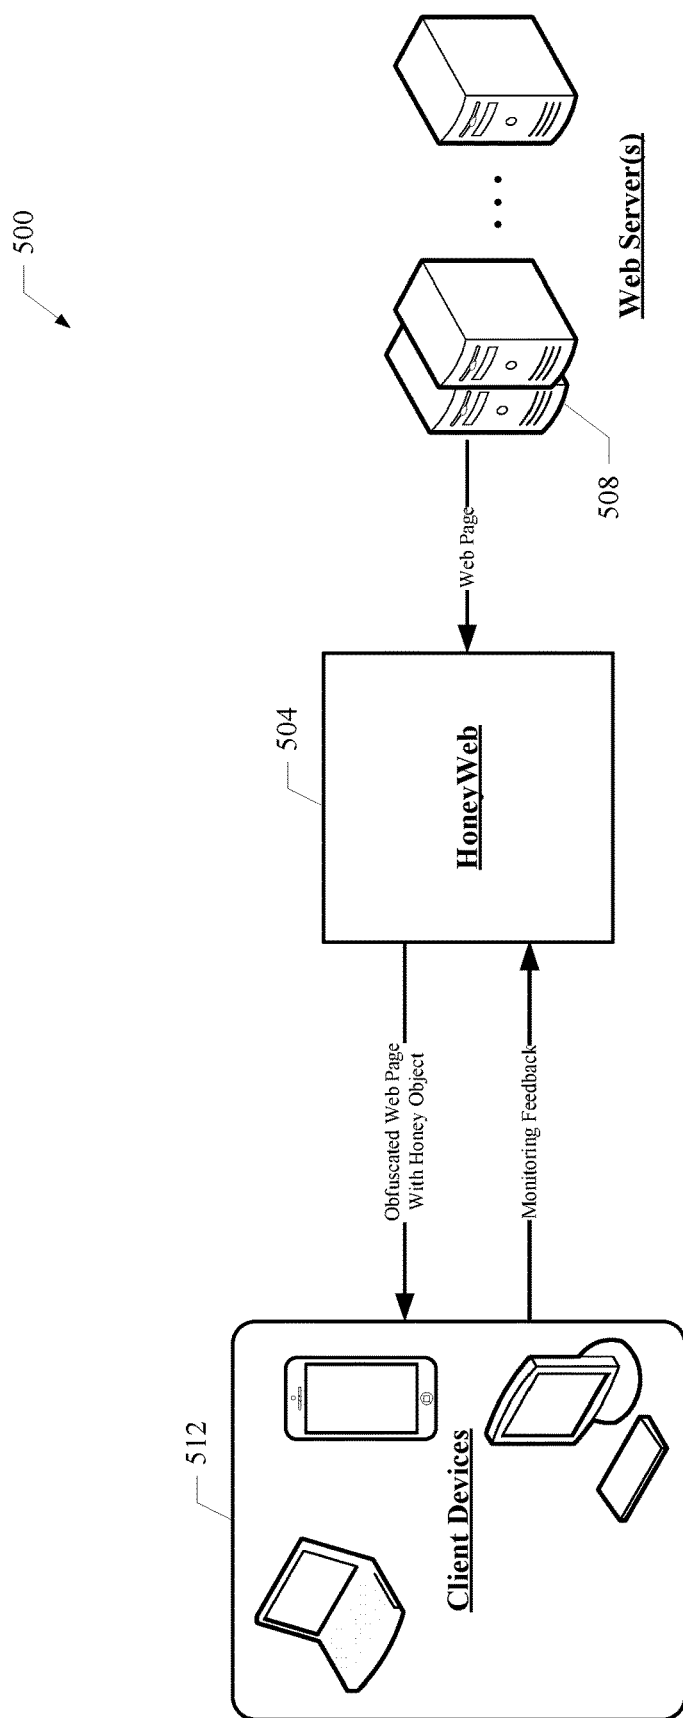 500
512
Client Devices
Obfuscated Web Page
With Honey Object
Monitoring Feedback
504
HoneyWeb
Web Page
508
Web Server(s)